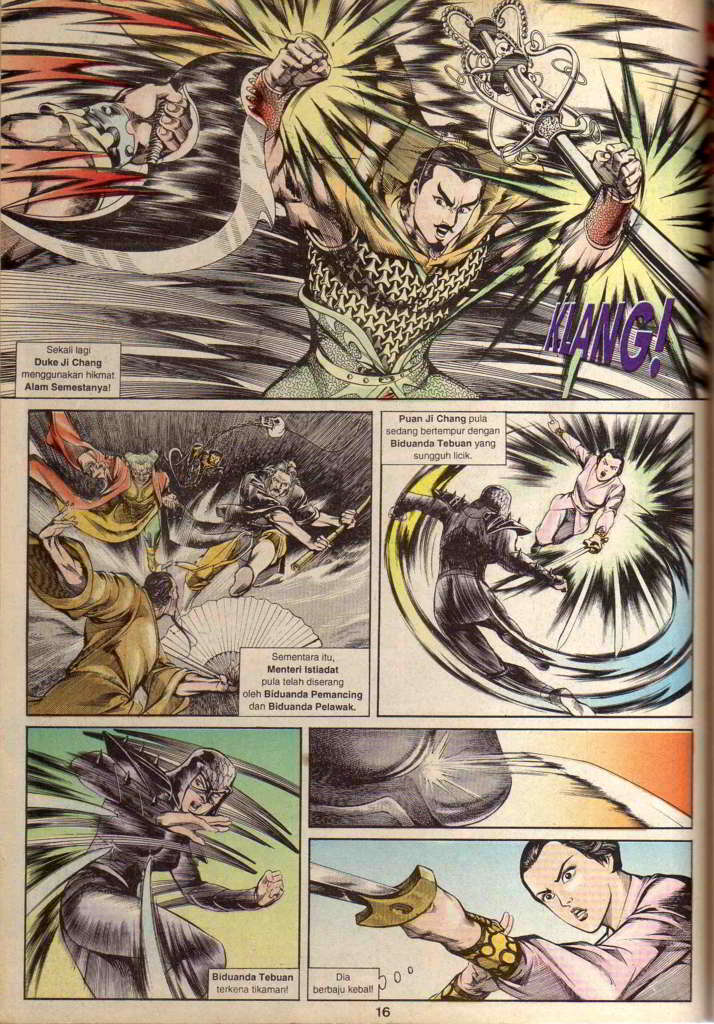 KLANG!
Sekali lagi
Duke Ji Chang
menggunakan hikmat
Alam Semestanya!
Sementara itu,
Menteri Istiadat
pula telah diserang
oleh Biduanda Pemancing
dan Biduanda Pelawak.
Puan Ji Chang pula
sedang bertempur dengan
Biduanda Tebuan yang
sungguh licik.
Biduanda Tebuan
terkena tikaman!
Dia
berbaju kebal!
16